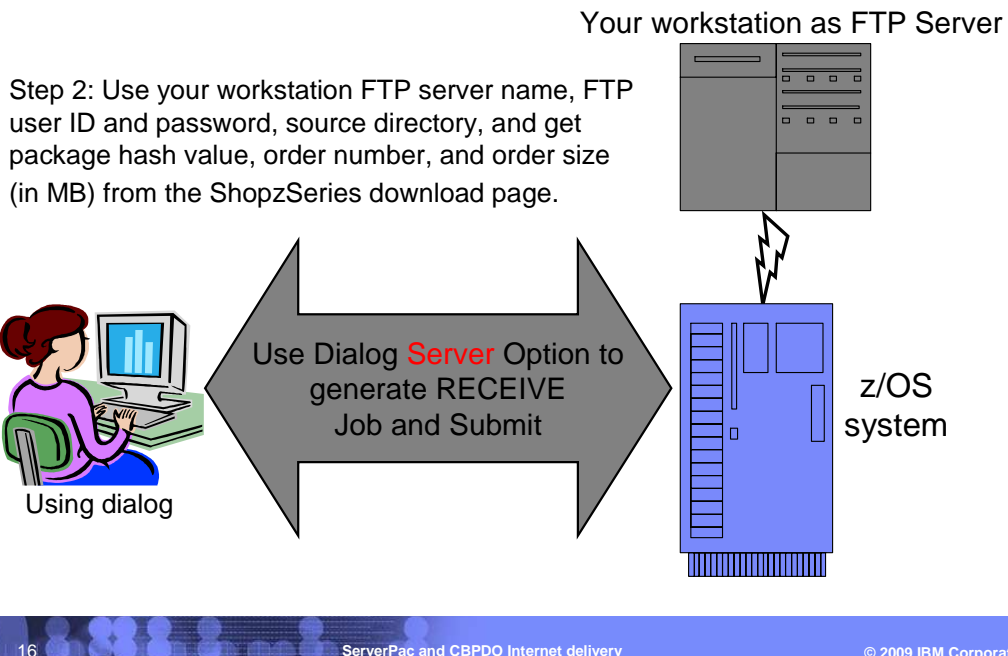 Your workstation as FTP Server
Step 2: Use your workstation FTP server name, FTP
user ID and password, source directory, and get
package hash value, order number, and order size
(in MB) from the ShopzSeries download page.
Use Dialog Server Option to
generate RECEIVE
Job and Submit
z/OS
system
Using dialog
16
ServerPac and CBPDO Internet delivery
© 2009 IBM